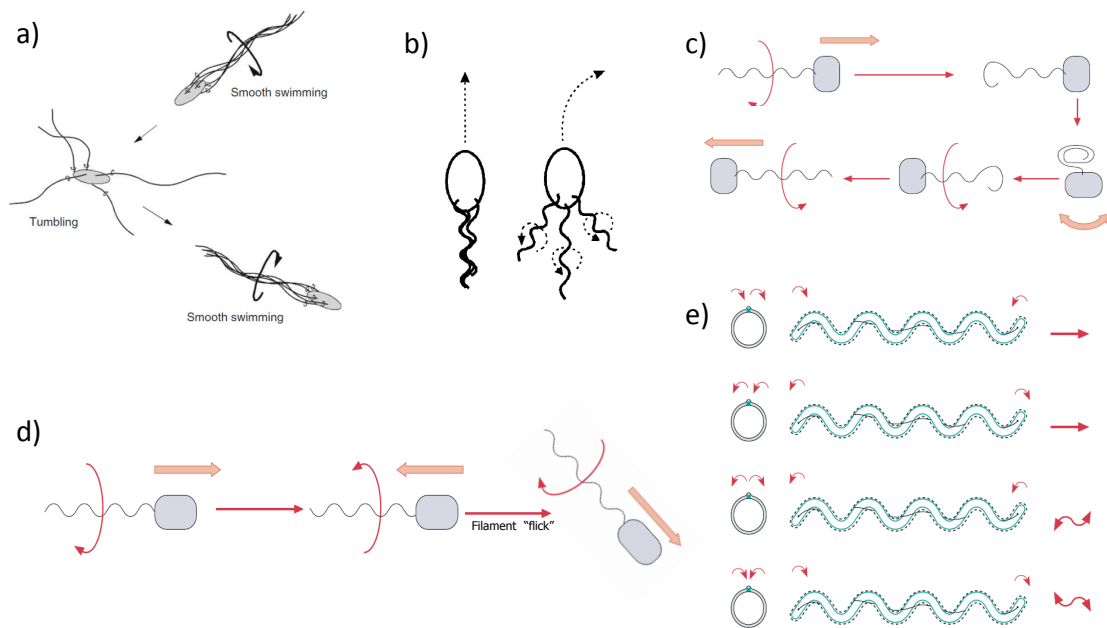 a)
Smooth swimming
Tumbling
Smooth swimming
b)
c)
d)
Filament "flick"
e)